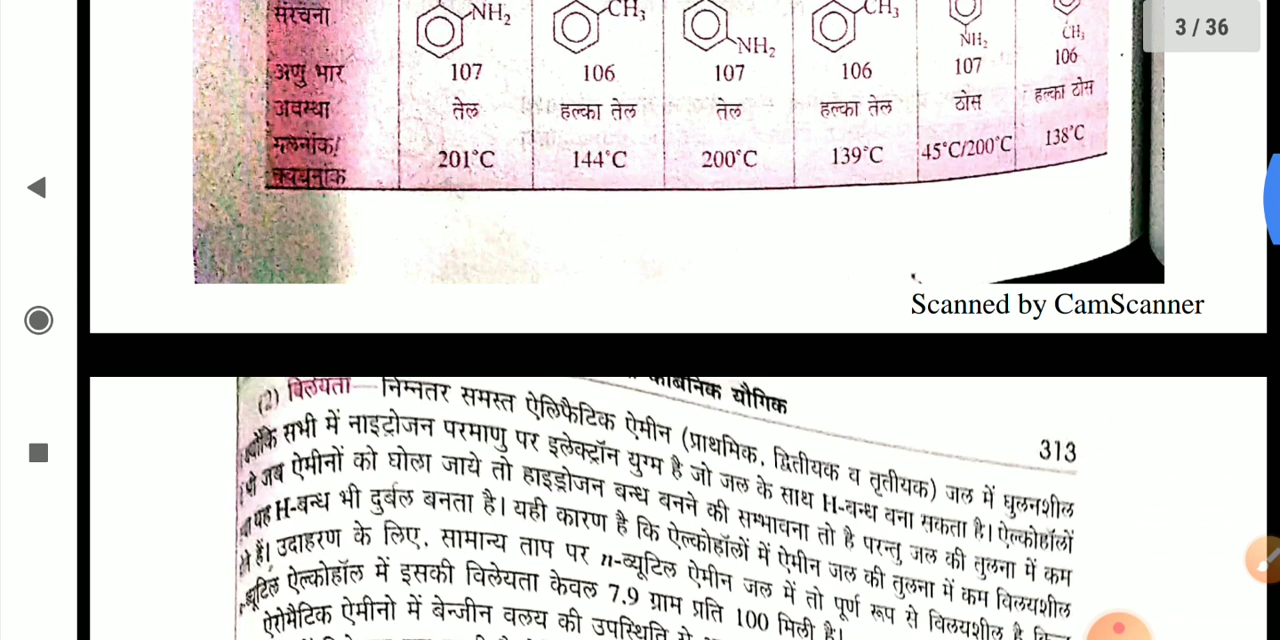 3 / 36
संरचना NH₂ CH₃ NH₂ CH₃ NH₂ CH₃
अणु भार 107 106 107 106 107 106
अवस्था तेल हल्का तेल तेल हल्का तेल ठोस हल्का ठोस
गलनांक/ 201°C 144°C 200°C 139°C 45°C/200°C 138°C
क्वथनांक
Scanned by CamScanner
कार्बनिक यौगिक
313
(2) विलेयता— निम्नतर समस्त ऐलिफैटिक ऐमीन (प्राथमिक, द्वितीयक व तृतीयक) जल में घुलनशील
क्योंकि सभी में नाइट्रोजन परमाणु पर इलेक्ट्रॉन युग्म है जो जल के साथ H-बन्ध बना सकता है। ऐल्कोहॉलों
भी जब ऐमीनों को घोला जाये तो हाइड्रोजन बन्ध बनने की सम्भावना तो है परन्तु जल की तुलना में कम
यह H-बन्ध भी दुर्बल बनता है। यही कारण है कि ऐल्कोहॉलों में ऐमीन जल की तुलना में कम विलयशील
हैं। उदाहरण के लिए, सामान्य ताप पर n-ब्यूटिल ऐमीन जल में तो पूर्ण रूप से विलयशील है
ब्यूटिल ऐल्कोहॉल में इसकी विलेयता केवल 7.9 ग्राम प्रति 100 मिली है।
ऐरोमैटिक ऐमीनो में बेन्जीन वलय की उपस्थिति